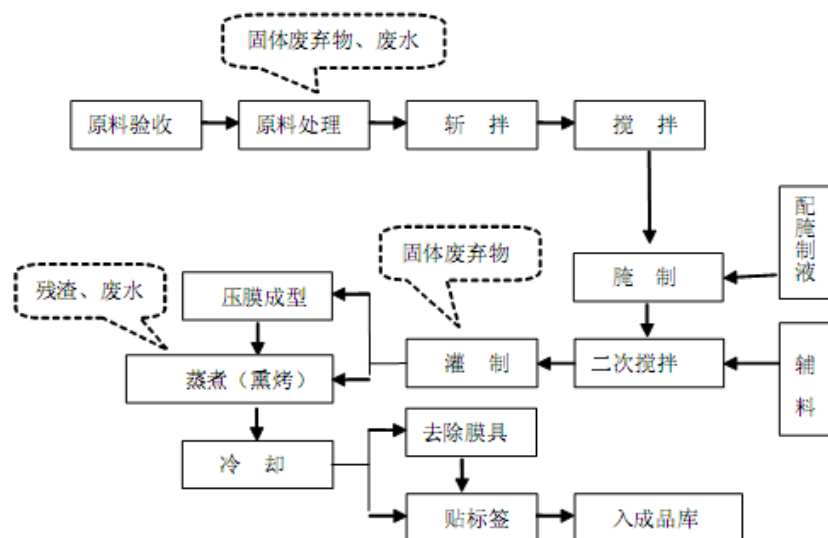 固体废弃物、废水
原料验收
原料处理
斩 拌
搅 拌
配腌制液
固体废弃物
腌 制
残渣、废水
压膜成型
蒸煮（熏烤）
灌 制
二次搅拌
辅料
冷 却
去除膜具
贴标签
入成品库